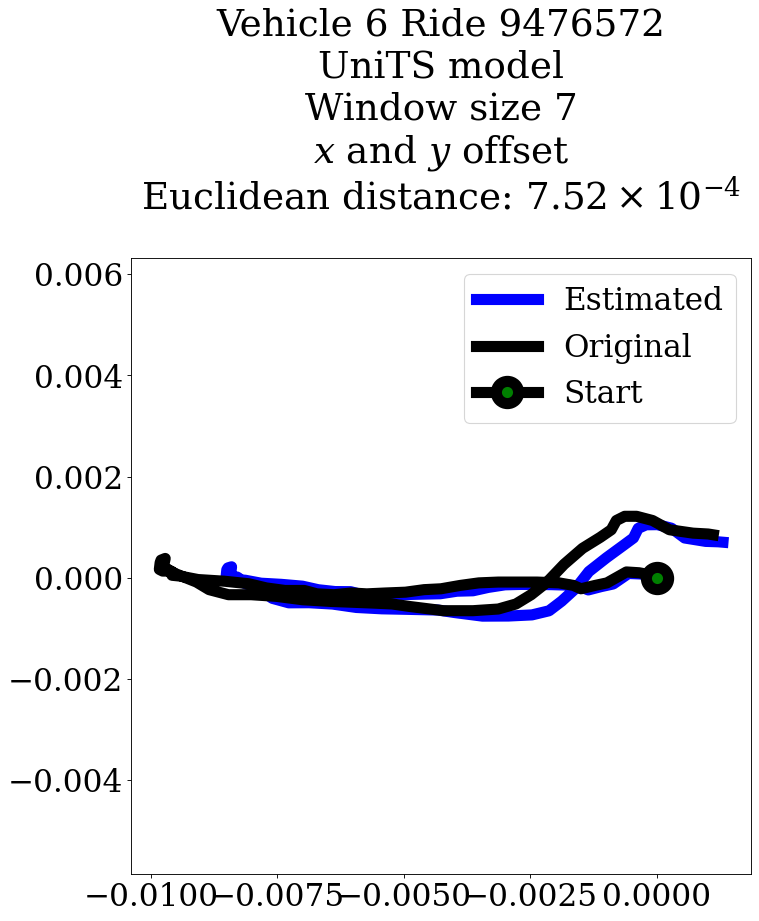 Vehicle 6 Ride 9476572
UniTS model
Window size 7
x and y offset
Euclidean distance: 7.52 × 10⁻⁴
0.006
Estimated
Original
Start
0.004
0.002
0.000
−0.002
−0.004
−0.0100 −0.0075 −0.0050 −0.0025 0.0000